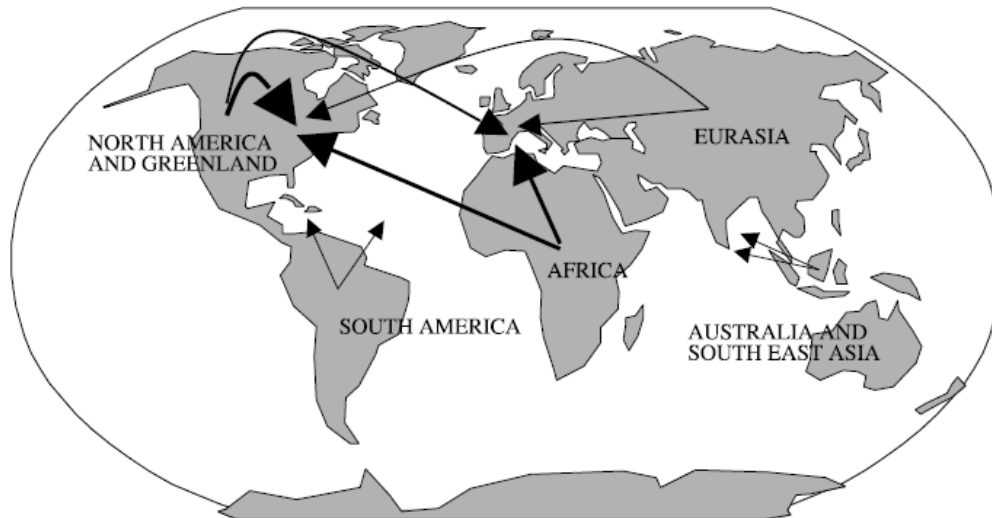 NORTH AMERICA
AND GREENLAND
EURASIA
AFRICA
SOUTH AMERICA
AUSTRALIA AND
SOUTH EAST ASIA